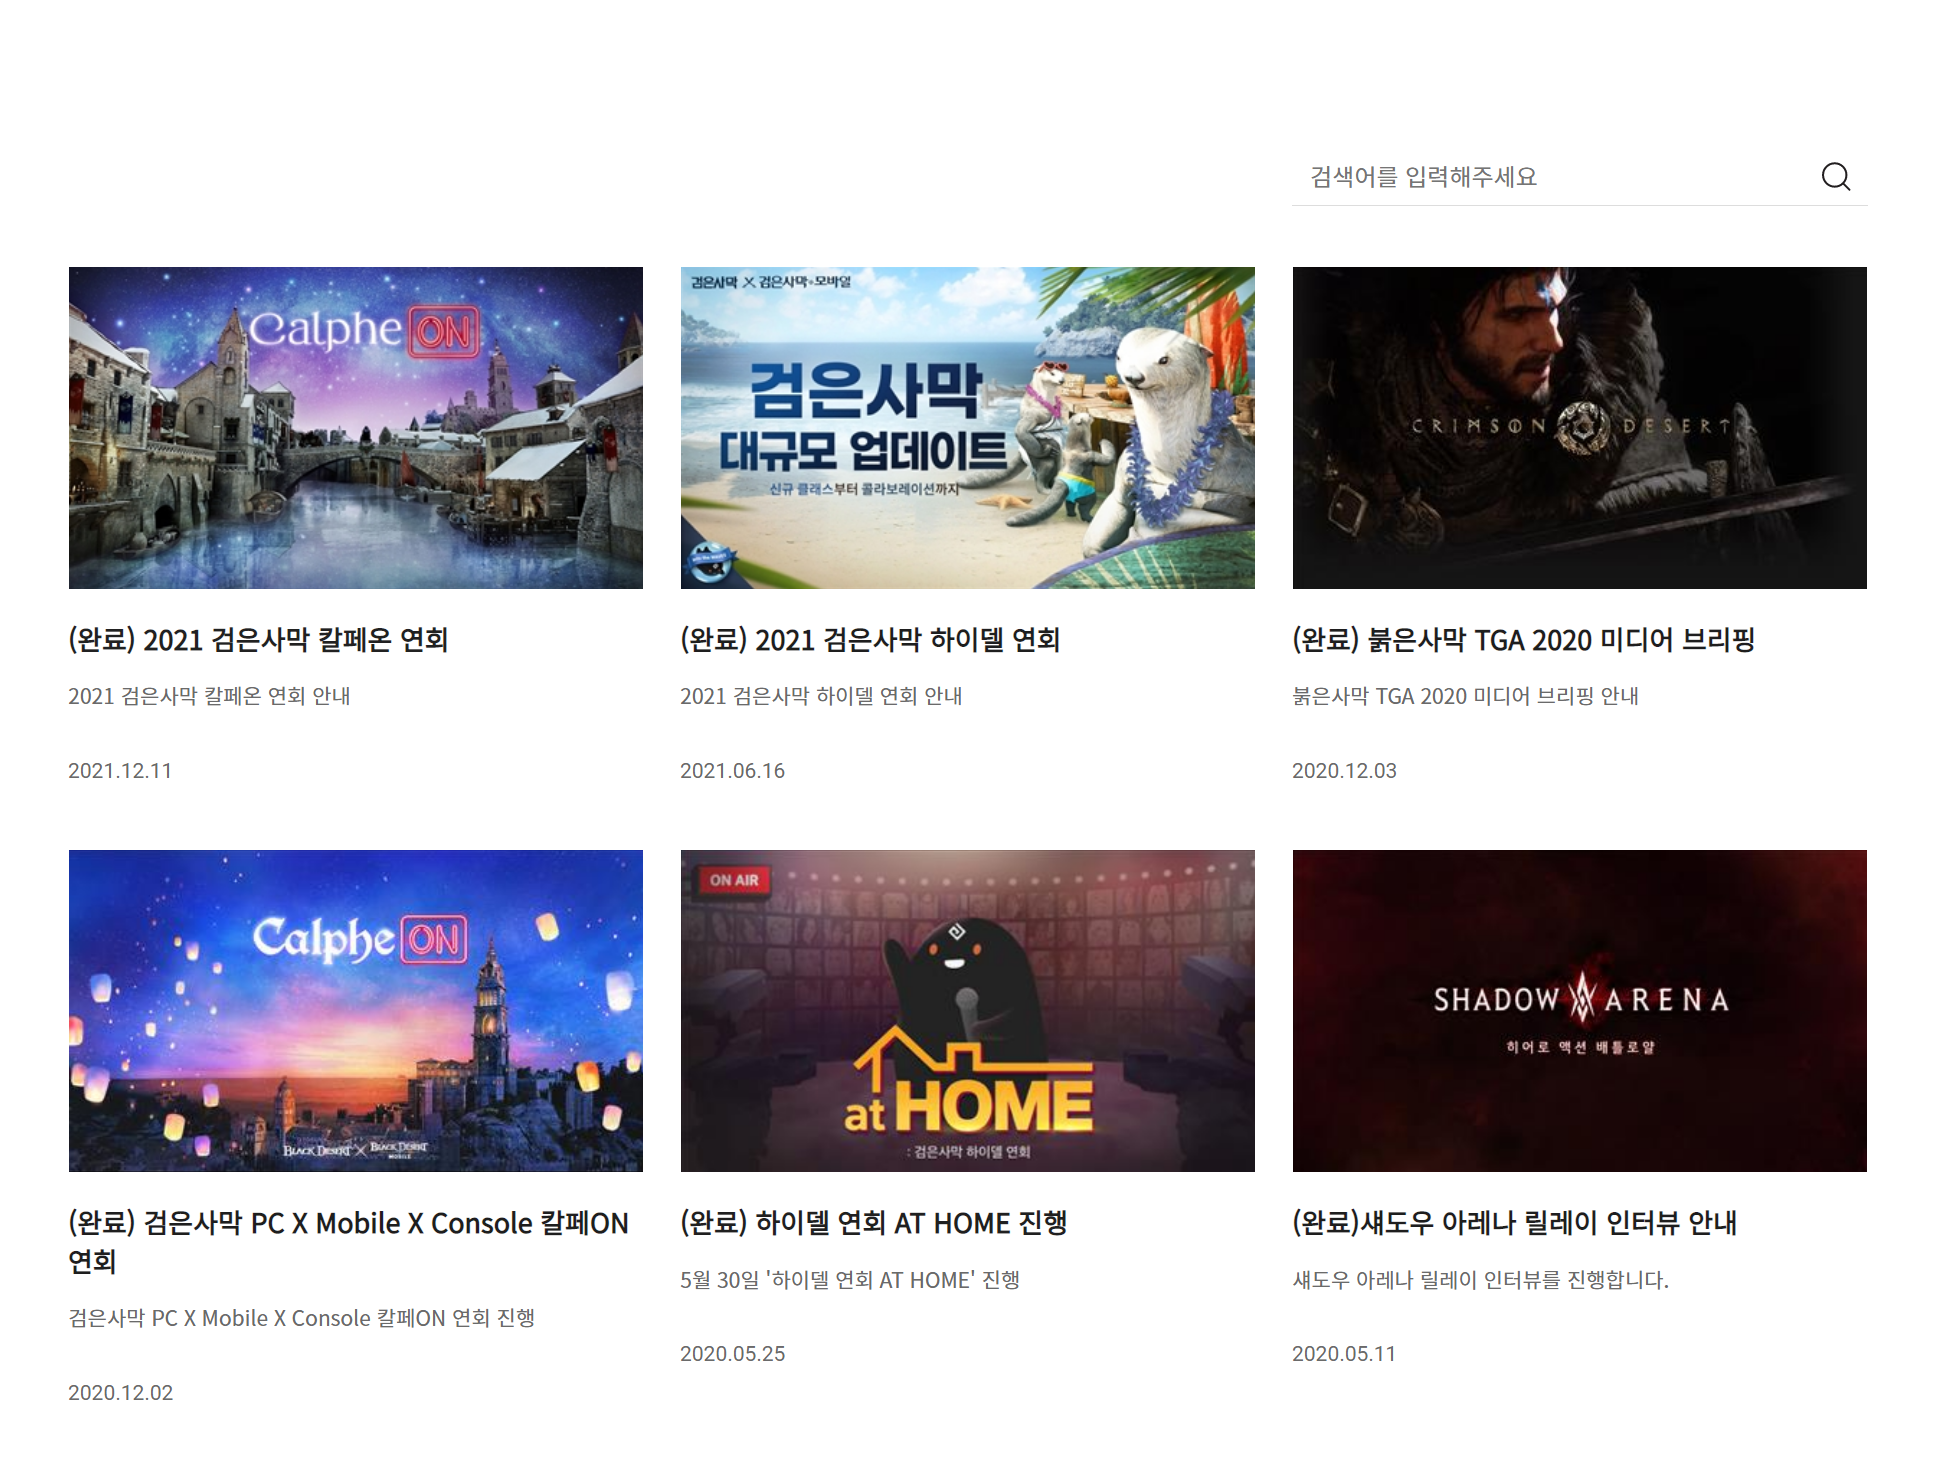 검색어를 입력해주세요
Calphe ON
검은사막 X 검은사막 모바일
검은사막
대규모 업데이트
신규 클래스부터 콜라보레이션까지
CRIMSON DESERT
(완료) 2021 검은사막 칼페온 연회
2021 검은사막 칼페온 연회 안내
2021.12.11
(완료) 2021 검은사막 하이델 연회
2021 검은사막 하이델 연회 안내
2021.06.16
(완료) 붉은사막 TGA 2020 미디어 브리핑
붉은사막 TGA 2020 미디어 브리핑 안내
2020.12.03
Calphe ON
BLACK DESERT X BLACK DESERT
MOBILE
ON AIR
at HOME
: 검은사막 하이델 연회
SHADOW ARENA
히어로 액션 배틀로얄
(완료) 검은사막 PC X Mobile X Console 칼페ON
연회
검은사막 PC X Mobile X Console 칼페ON 연회 진행
2020.12.02
(완료) 하이델 연회 AT HOME 진행
5월 30일 '하이델 연회 AT HOME' 진행
2020.05.25
(완료)섀도우 아레나 릴레이 인터뷰 안내
섀도우 아레나 릴레이 인터뷰를 진행합니다.
2020.05.11